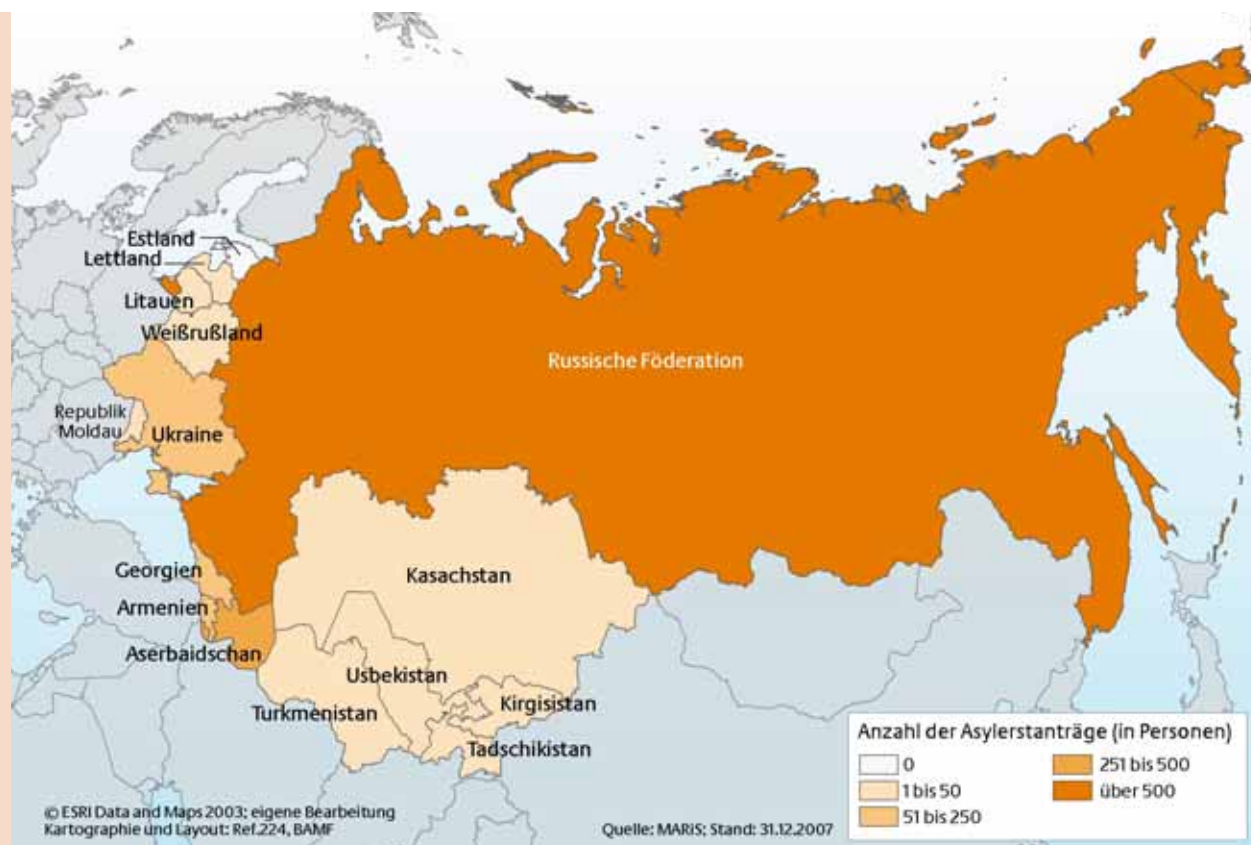 Estland
Lettland
Litauen
Weißrußland
Russische Föderation
Republik
Moldau
Ukraine
Georgien
Kasachstan
Armenien
Aserbaidschan
Usbekistan
Kirgisistan
Turkmenistan
Tadschikistan
Anzahl der Asylerstanträge (in Personen)
0
1 bis 50
51 bis 250
251 bis 500
über 500
© ESRI Data and Maps 2003; eigene Bearbeitung
Kartographie und Layout: Ref.224, BAMF
Quelle: MARiS; Stand: 31.12.2007